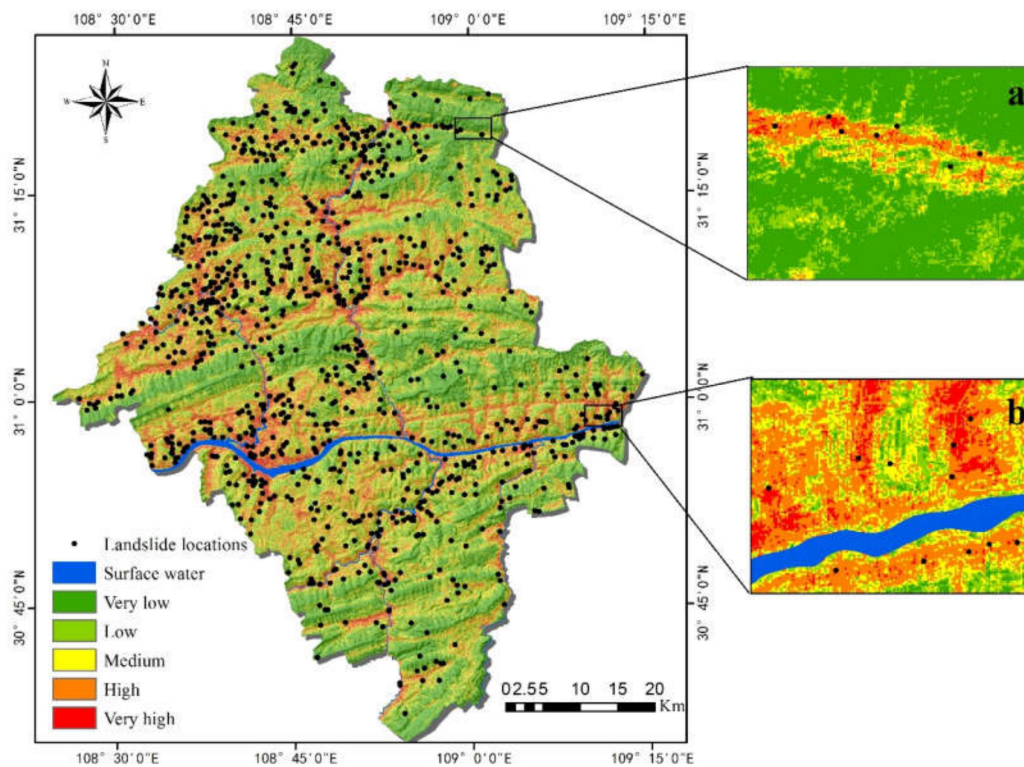 108° 30′0″E 108° 45′0″E 109° 0′0″E 109° 15′0″E
N
W E
S
a
31° 15′0″N 31° 15′0″N
31° 0′0″N 31° 0′0″N
b
Landslide locations
Surface water
Very low
Low
Medium
High
Very high
30° 45′0″N 30° 45′0″N
02.55 10 15 20
Km
108° 30′0″E 108° 45′0″E 109° 0′0″E 109° 15′0″E